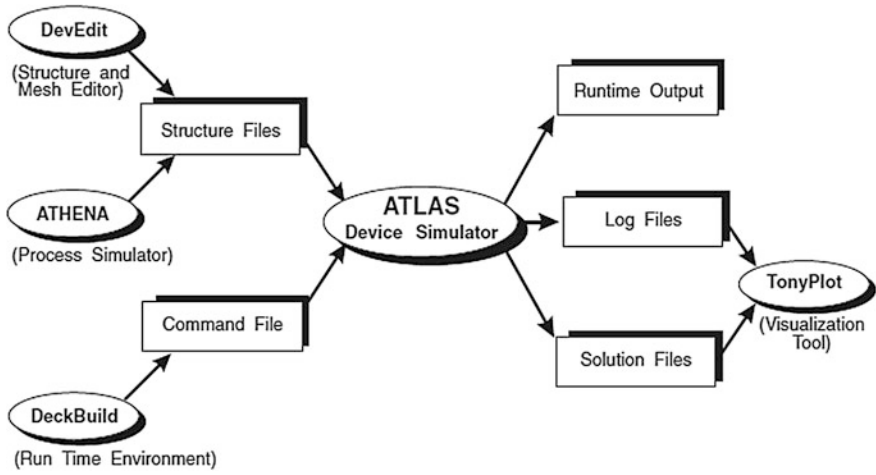 DevEdit
(Structure and
Mesh Editor)
Structure Files
ATHENA
(Process Simulator)
Command File
DeckBuild
(Run Time Environment)
ATLAS
Device Simulator
Runtime Output
Log Files
Solution Files
TonyPlot
(Visualization
Tool)